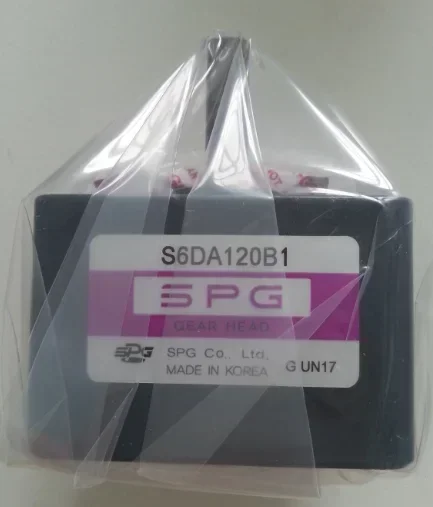 S6DA120B1
SPG
GEAR HEAD
SPG
SPG Co., Ltd.
MADE IN KOREA
G UN17